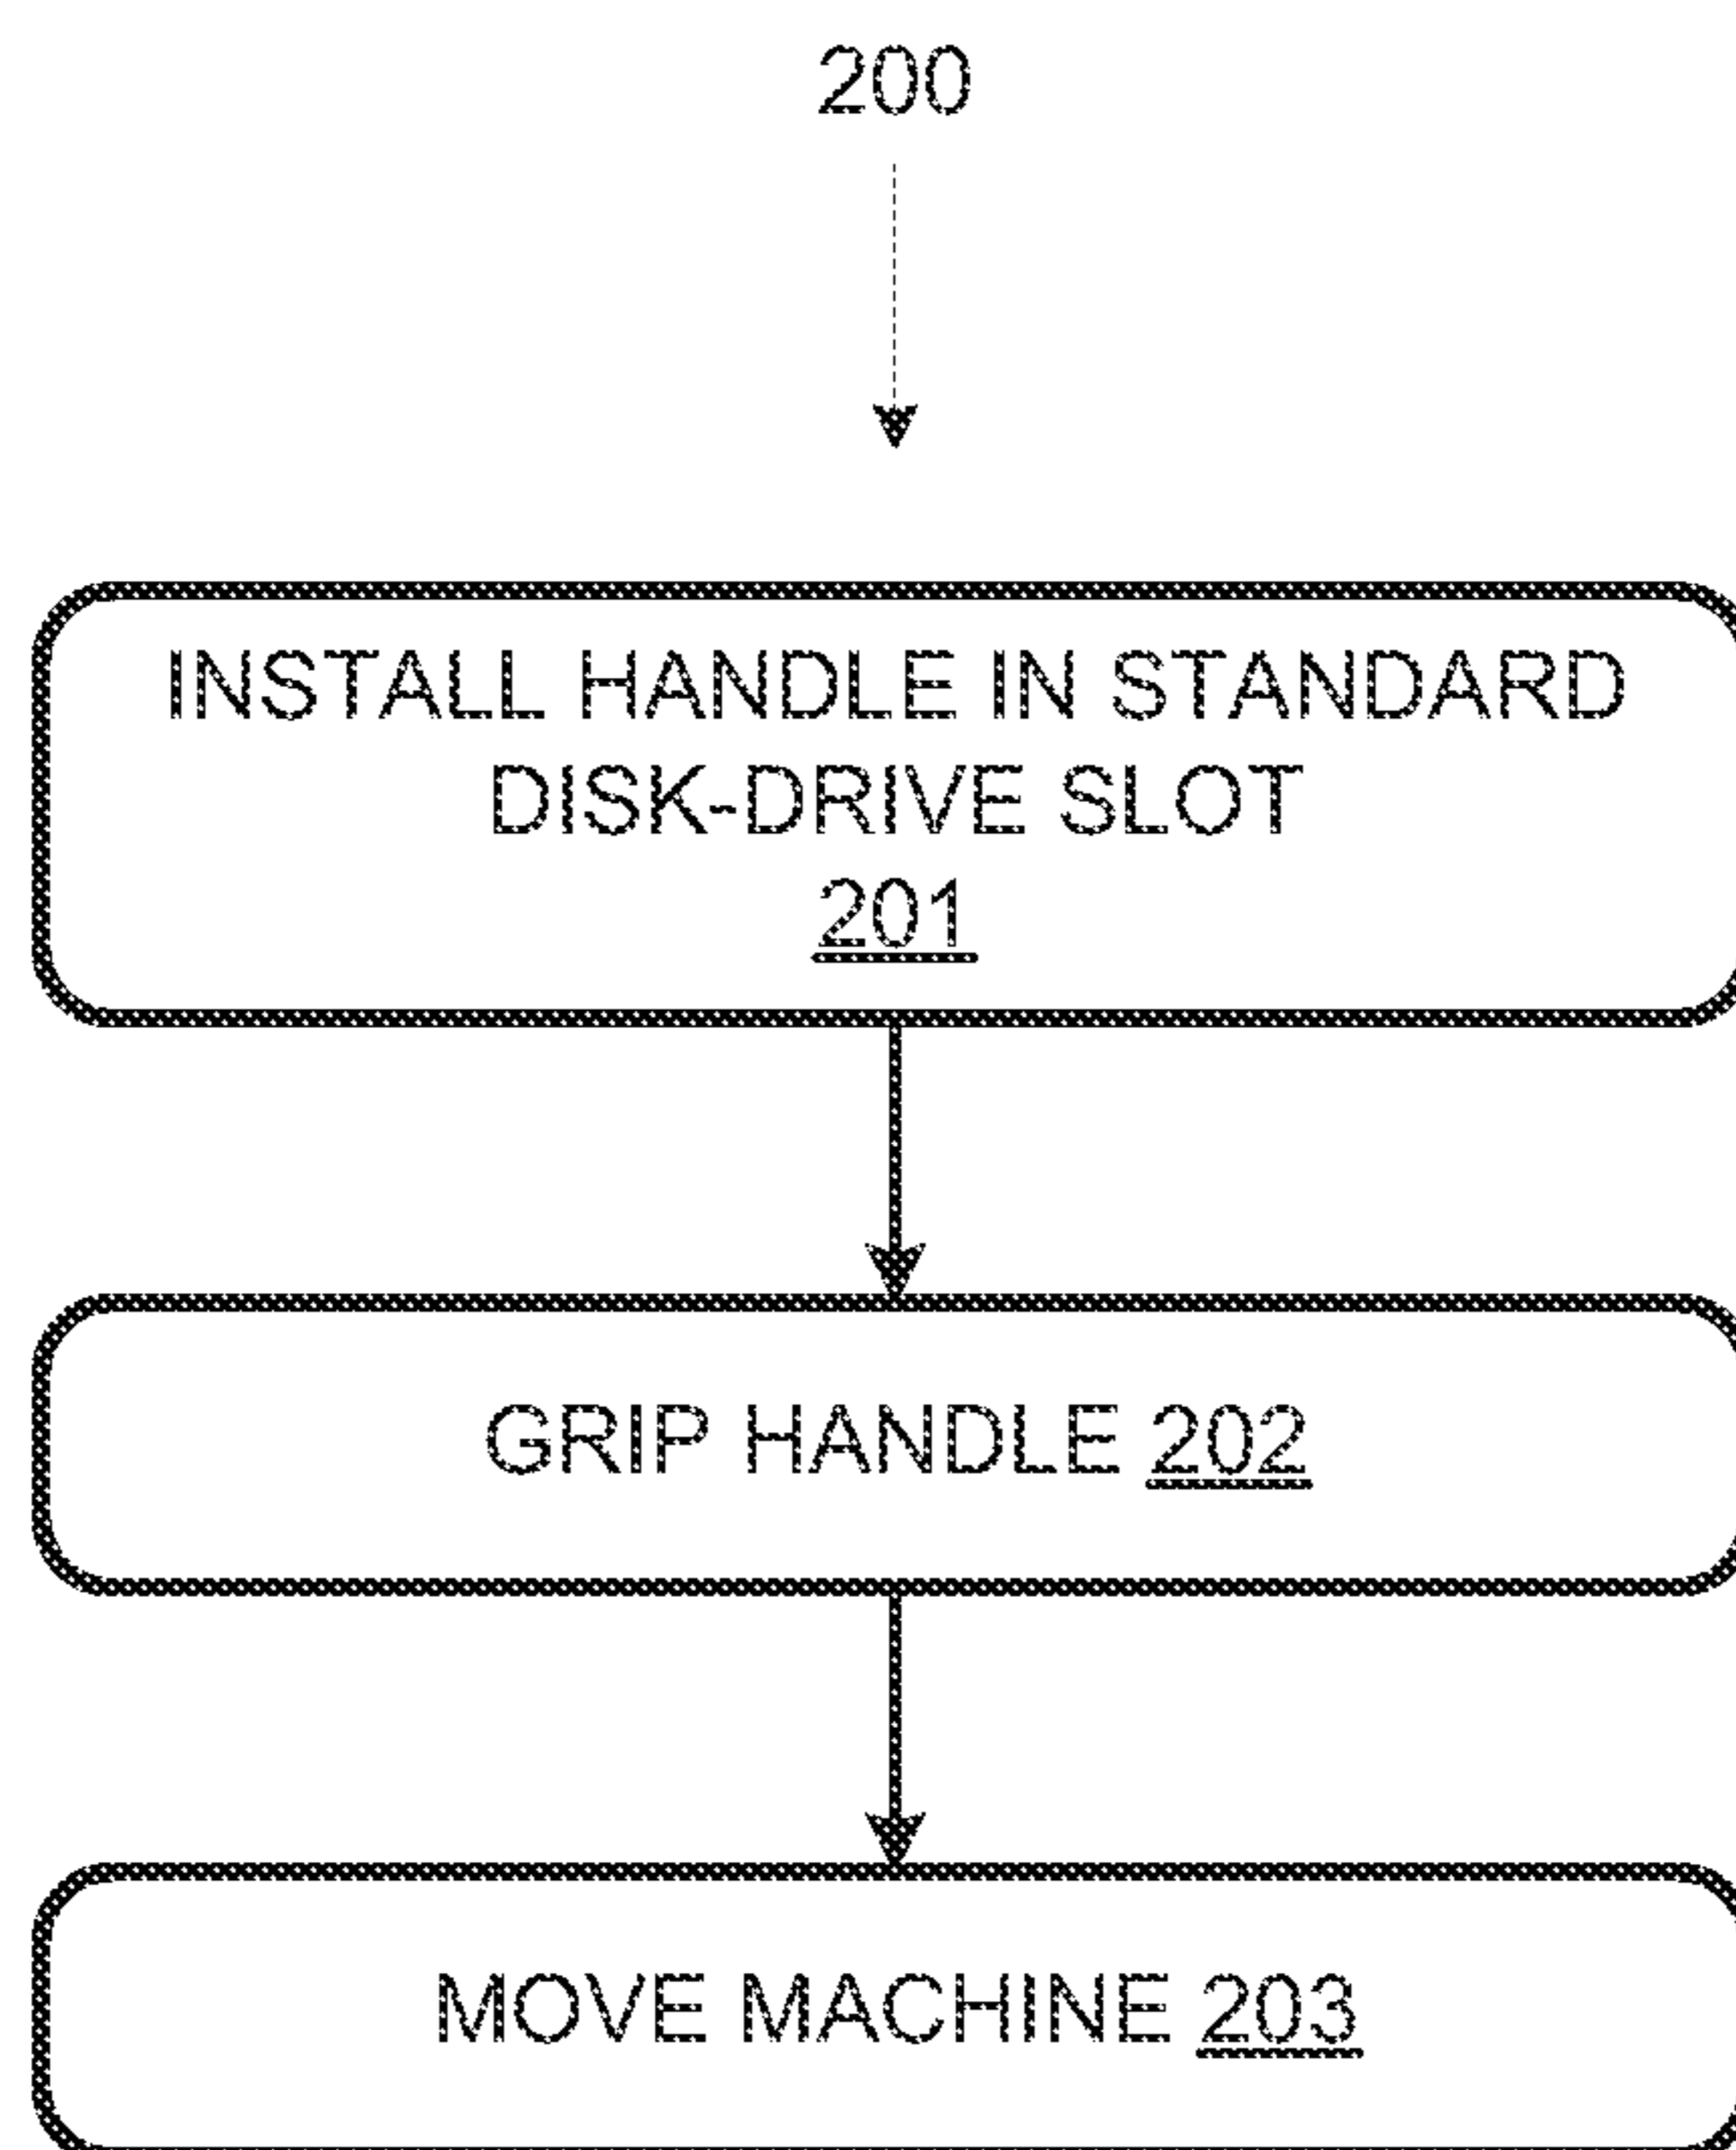 200
INSTALL HANDLE IN STANDARD
DISK-DRIVE SLOT
201
GRIP HANDLE 202
MOVE MACHINE 203